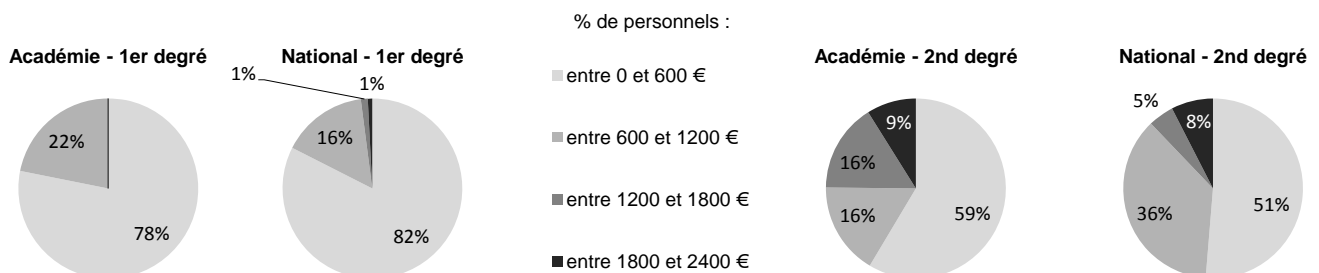 % de personnels :
Académie - 1er degré
National - 1er degré
Académie - 2nd degré
National - 2nd degré
22%
78%
1%
1%
16%
82%
entre 0 et 600 €
entre 600 et 1200 €
entre 1200 et 1800 €
entre 1800 et 2400 €
9%
16%
16%
59%
5%
8%
36%
51%